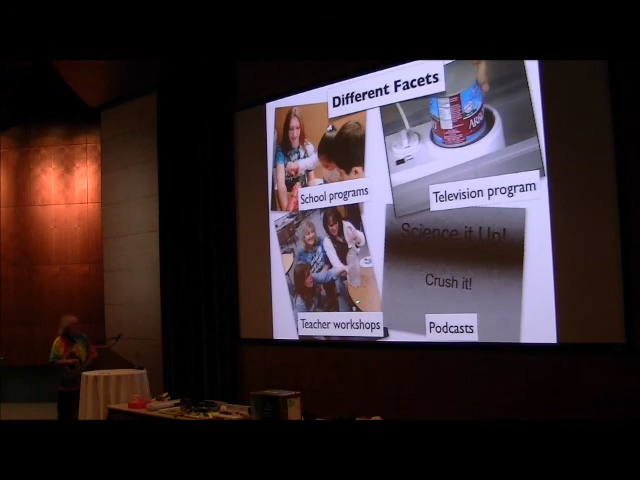 Different Facets
School programs
Television program
Science it Up!
Crush it!
Teacher workshops
Podcasts